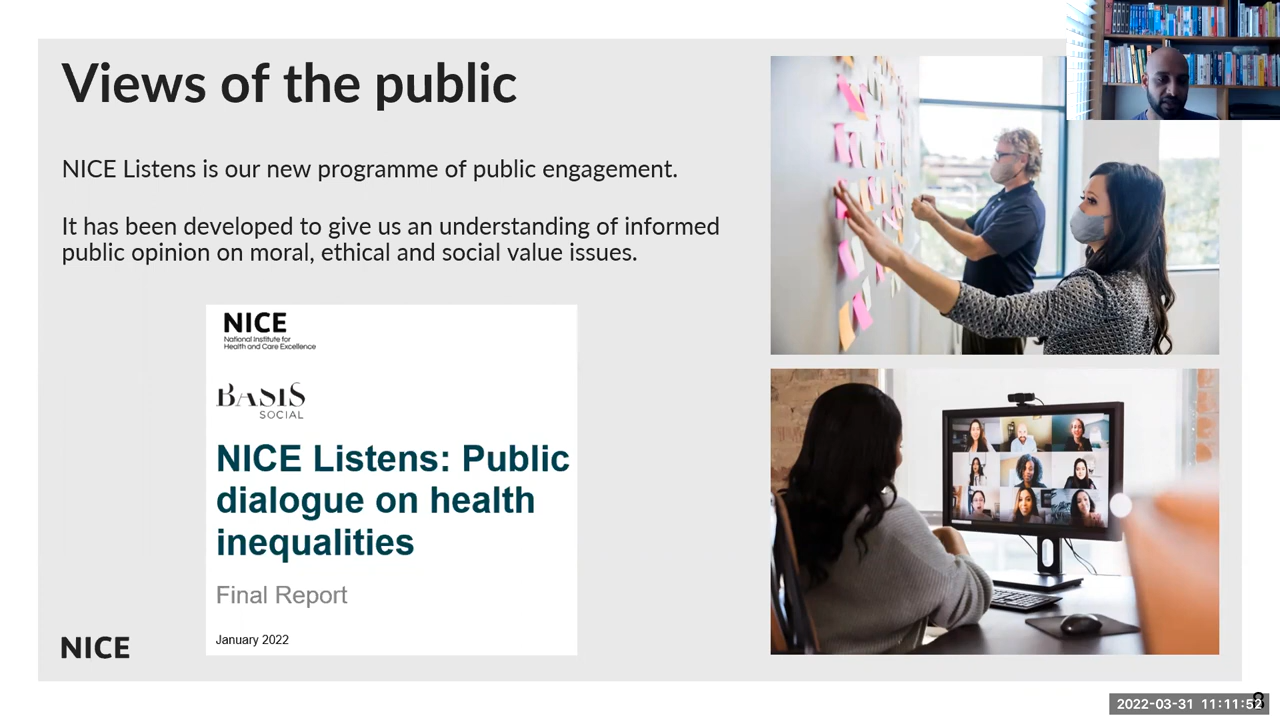 Views of the public
NICE Listens is our new programme of public engagement.
It has been developed to give us an understanding of informed
public opinion on moral, ethical and social value issues.
NICE
National Institute for
Health and Care Excellence
BASIS
SOCIAL
NICE Listens: Public
dialogue on health
inequalities
Final Report
January 2022
NICE
8
2022-03-31 11:11:52